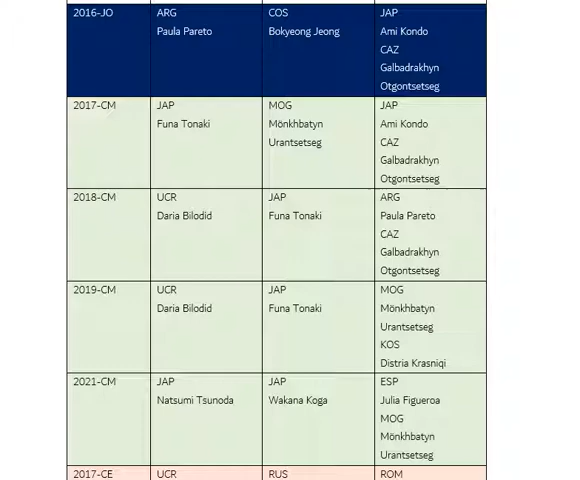 2016-JO ARG COS JAP
Paula Pareto Bokyeong Jeong Ami Kondo
CAZ
Galbadrakhyn
Otgontsetseg
2017-CM JAP MOG JAP
Funa Tonaki Mönkhbatyn Ami Kondo
Urantsetseg CAZ
Galbadrakhyn
Otgontsetseg
2018-CM UCR JAP ARG
Daria Bilodid Funa Tonaki Paula Pareto
CAZ
Galbadrakhyn
Otgontsetseg
2019-CM UCR JAP MOG
Daria Bilodid Funa Tonaki Mönkhbatyn
Urantsetseg
KOS
Distria Krasniqi
2021-CM JAP JAP ESP
Natsumi Tsunoda Wakana Koga Julia Figueroa
MOG
Mönkhbatyn
Urantsetseg
2017-CE UCR RUS ROM